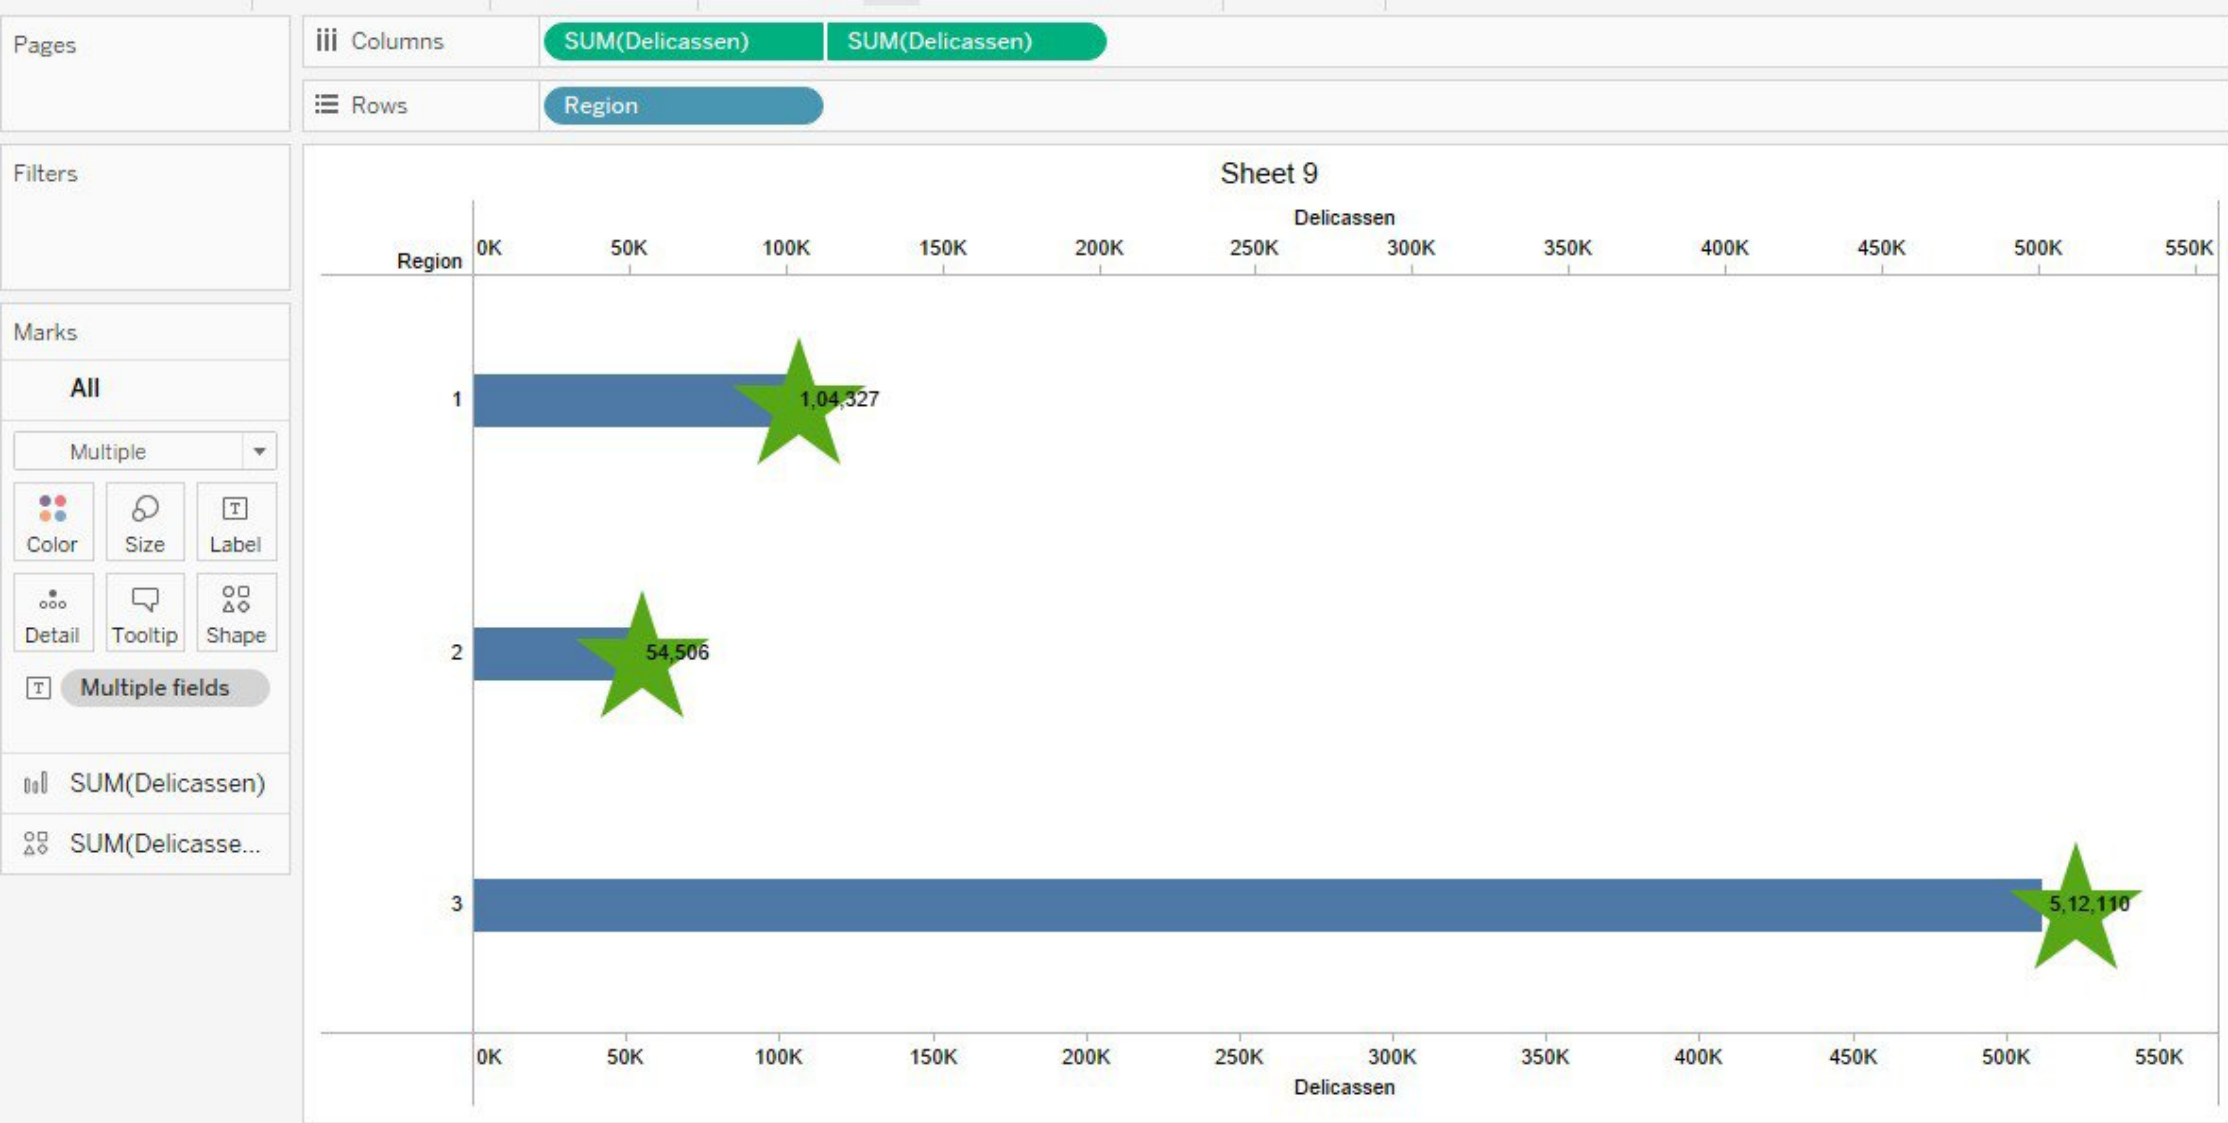 Pages
Columns SUM(Delicassen) SUM(Delicassen)
Rows Region
Filters
Marks
All
Multiple
Color Size Label
Detail Tooltip Shape
Multiple fields
SUM(Delicassen)
SUM(Delicasse...
Sheet 9
Delicassen
Region 0K 50K 100K 150K 200K 250K 300K 350K 400K 450K 500K 550K
1 1,04,327
2 54,506
3 5,12,110
0K 50K 100K 150K 200K 250K 300K 350K 400K 450K 500K 550K
Delicassen